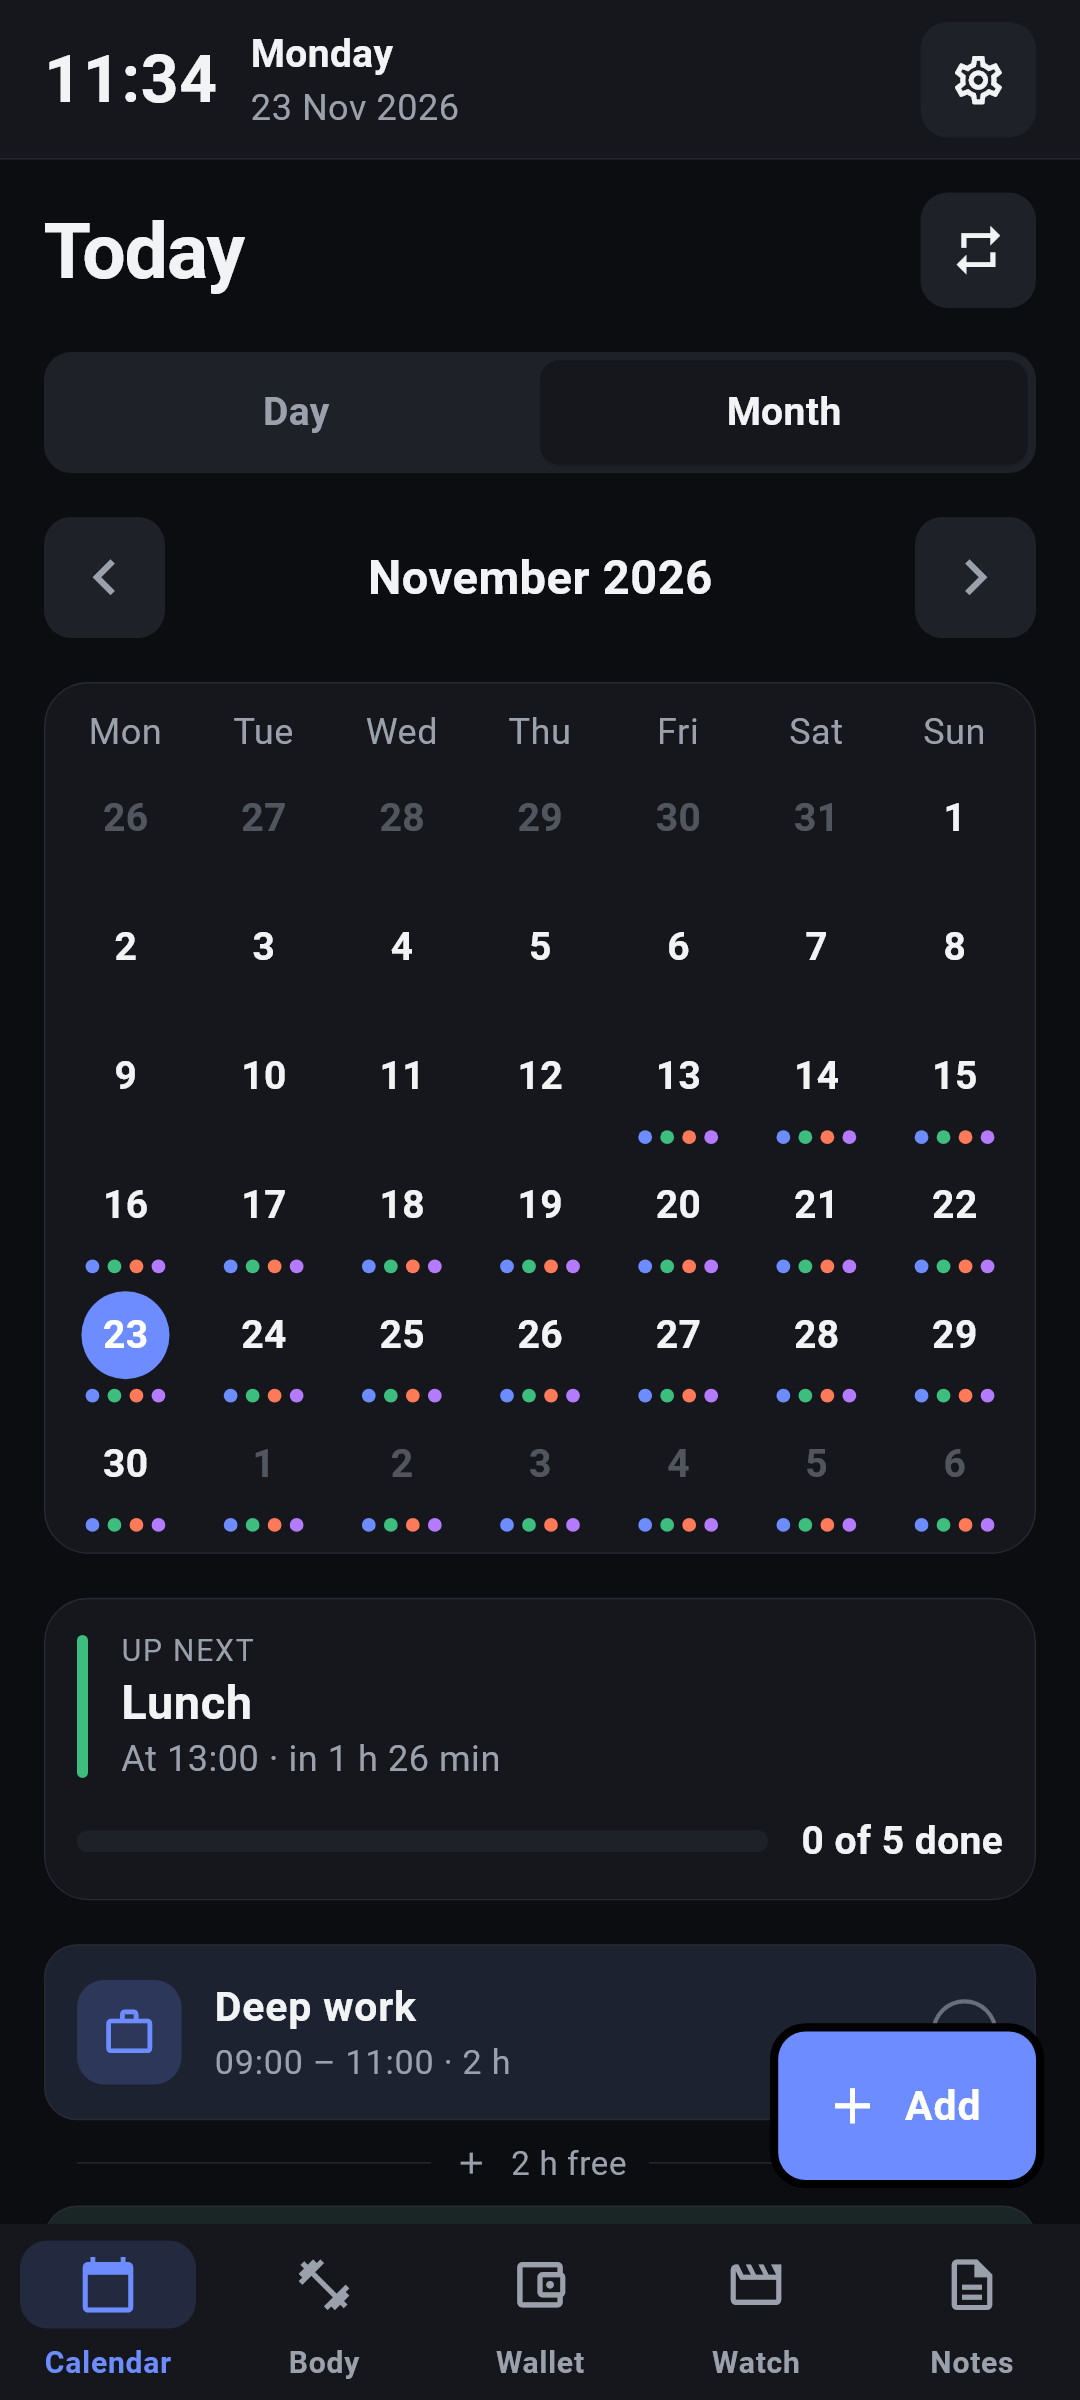 11:34
Monday
23 Nov 2026
Today
Day Month
November 2026
Mon Tue Wed Thu Fri Sat Sun
26 27 28 29 30 31 1
2 3 4 5 6 7 8
9 10 11 12 13 14 15
16 17 18 19 20 21 22
23 24 25 26 27 28 29
30 1 2 3 4 5 6
UP NEXT
Lunch
At 13:00 · in 1 h 26 min
0 of 5 done
Deep work
09:00 – 11:00 · 2 h
+ Add
+ 2 h free
Calendar Body Wallet Watch Notes